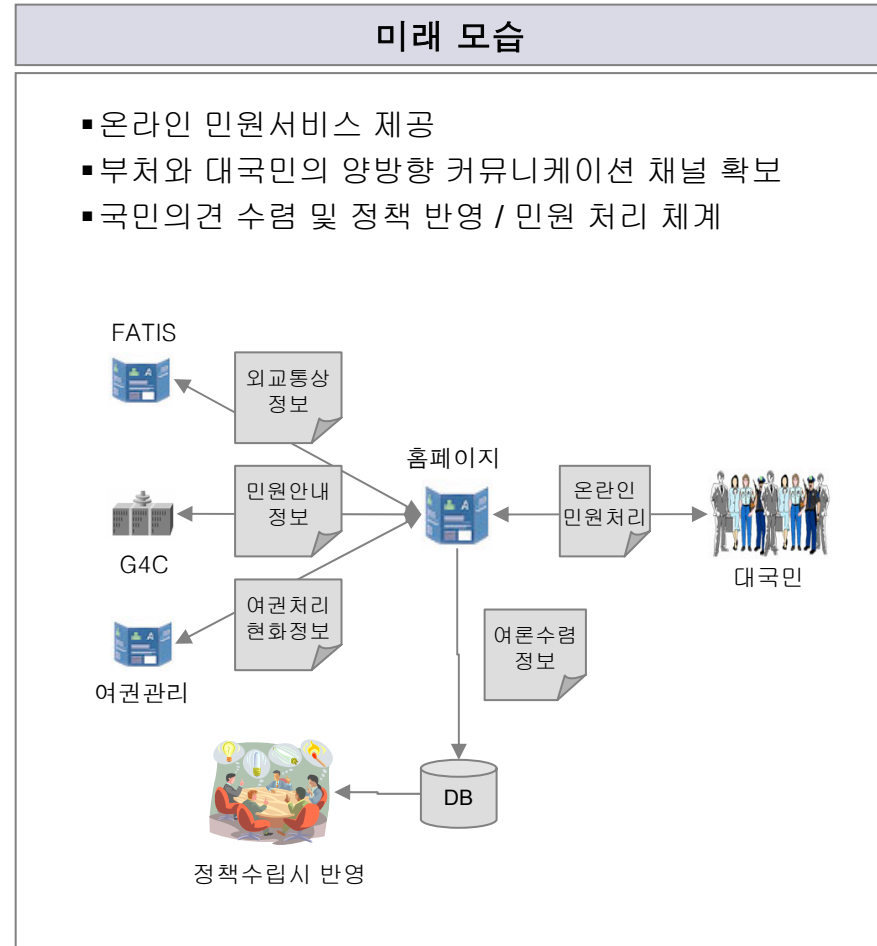 미래 모습
▪온라인 민원서비스 제공
▪부처와 대국민의 양방향 커뮤니케이션 채널 확보
▪국민의견 수렴 및 정책 반영 / 민원 처리 체계
FATIS
외교통상
정보
홈페이지
민원안내
정보
온란인
민원처리
G4C
대국민
여권처리
현화정보
여론수렴
정보
여권관리
DB
정책수립시 반영